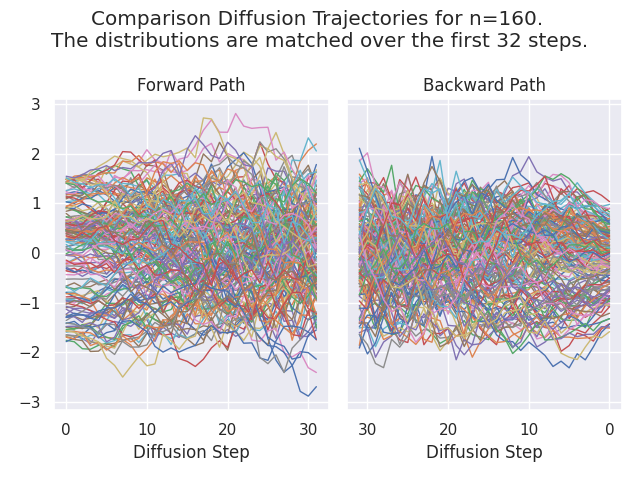 Comparison Diffusion Trajectories for n=160.
The distributions are matched over the first 32 steps.
Forward Path
Backward Path
3
2
1
0
−1
−2
−3
0 10 20 30
30 20 10 0
Diffusion Step
Diffusion Step